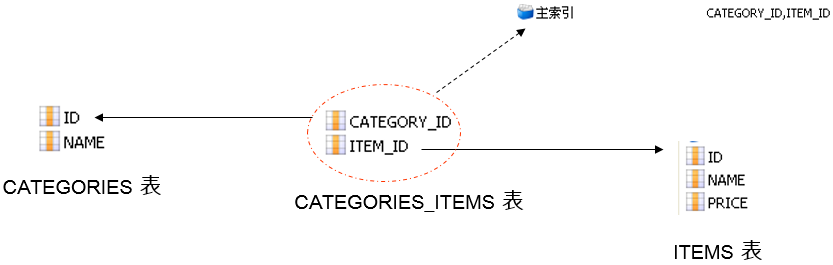 主索引
CATEGORY_ID,ITEM_ID
ID
NAME
CATEGORIES 表
CATEGORY_ID
ITEM_ID
CATEGORIES_ITEMS 表
ID
NAME
PRICE
ITEMS 表